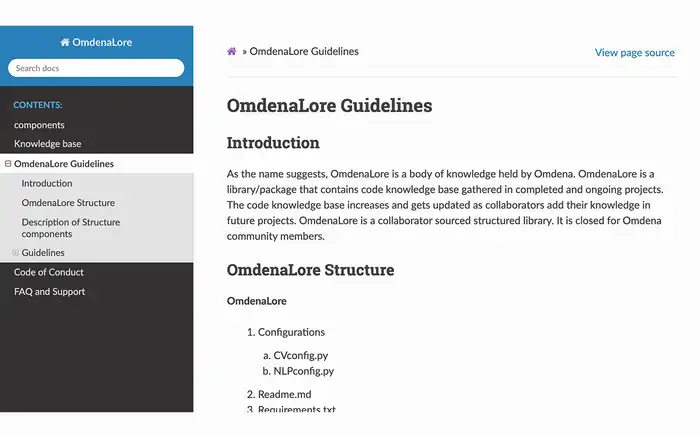 OmdenaLore
Search docs
CONTENTS:
components
Knowledge base
OmdenaLore Guidelines
Introduction
OmdenaLore Structure
Description of Structure
components
Guidelines
Code of Conduct
FAQ and Support
» OmdenaLore Guidelines
View page source
OmdenaLore Guidelines
Introduction
As the name suggests, OmdenaLore is a body of knowledge held by Omdena. OmdenaLore is a
library/package that contains code knowledge base gathered in completed and ongoing projects.
The code knowledge base increases and gets updated as collaborators add their knowledge in
future projects. OmdenaLore is a collaborator sourced structured library. It is closed for Omdena
community members.
OmdenaLore Structure
OmdenaLore
1. Configurations
a. CVconfig.py
b. NLPconfig.py
2. Readme.md
3. Requirements.txt